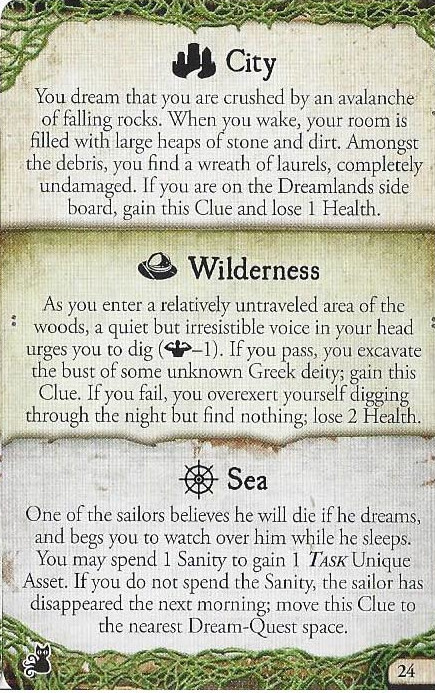 City
You dream that you are crushed by an avalanche
of falling rocks. When you wake, your room is
filled with large heaps of stone and dirt. Amongst
the debris, you find a wreath of laurels, completely
undamaged. If you are on the Dreamlands side
board, gain this Clue and lose 1 Health.
Wilderness
As you enter a relatively untraveled area of the
woods, a quiet but irresistible voice in your head
urges you to dig (–1). If you pass, you excavate
the bust of some unknown Greek deity; gain this
Clue. If you fail, you overexert yourself digging
through the night but find nothing; lose 2 Health.
Sea
One of the sailors believes he will die if he dreams,
and begs you to watch over him while he sleeps.
You may spend 1 Sanity to gain 1 TASK Unique
Asset. If you do not spend the Sanity, the sailor has
disappeared the next morning; move this Clue to
the nearest Dream-Quest space.
24